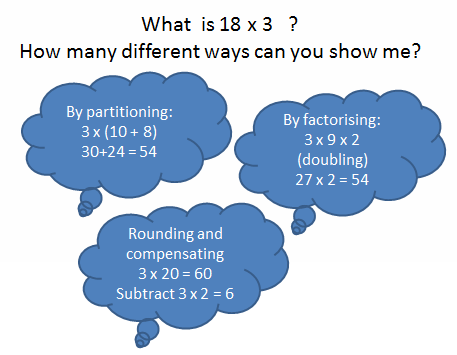 What is 18 x 3 ?
How many different ways can you show me?
By partitioning:
3 x (10 + 8)
30+24 = 54
By factorising:
3 x 9 x 2
(doubling)
27 x 2 = 54
Rounding and
compensating
3 x 20 = 60
Subtract 3 x 2 = 6